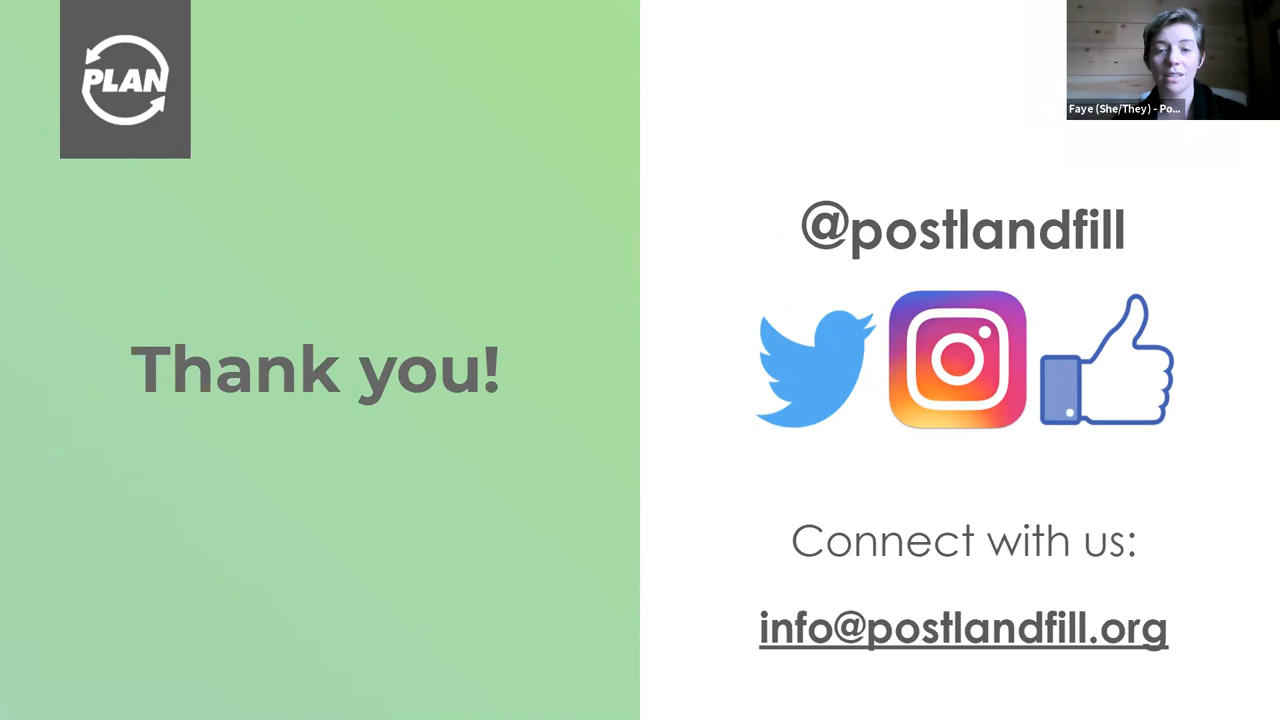 PLAN
Faye (She/They) - Po...
@postlandfill
Thank you!
Connect with us:
info@postlandfill.org